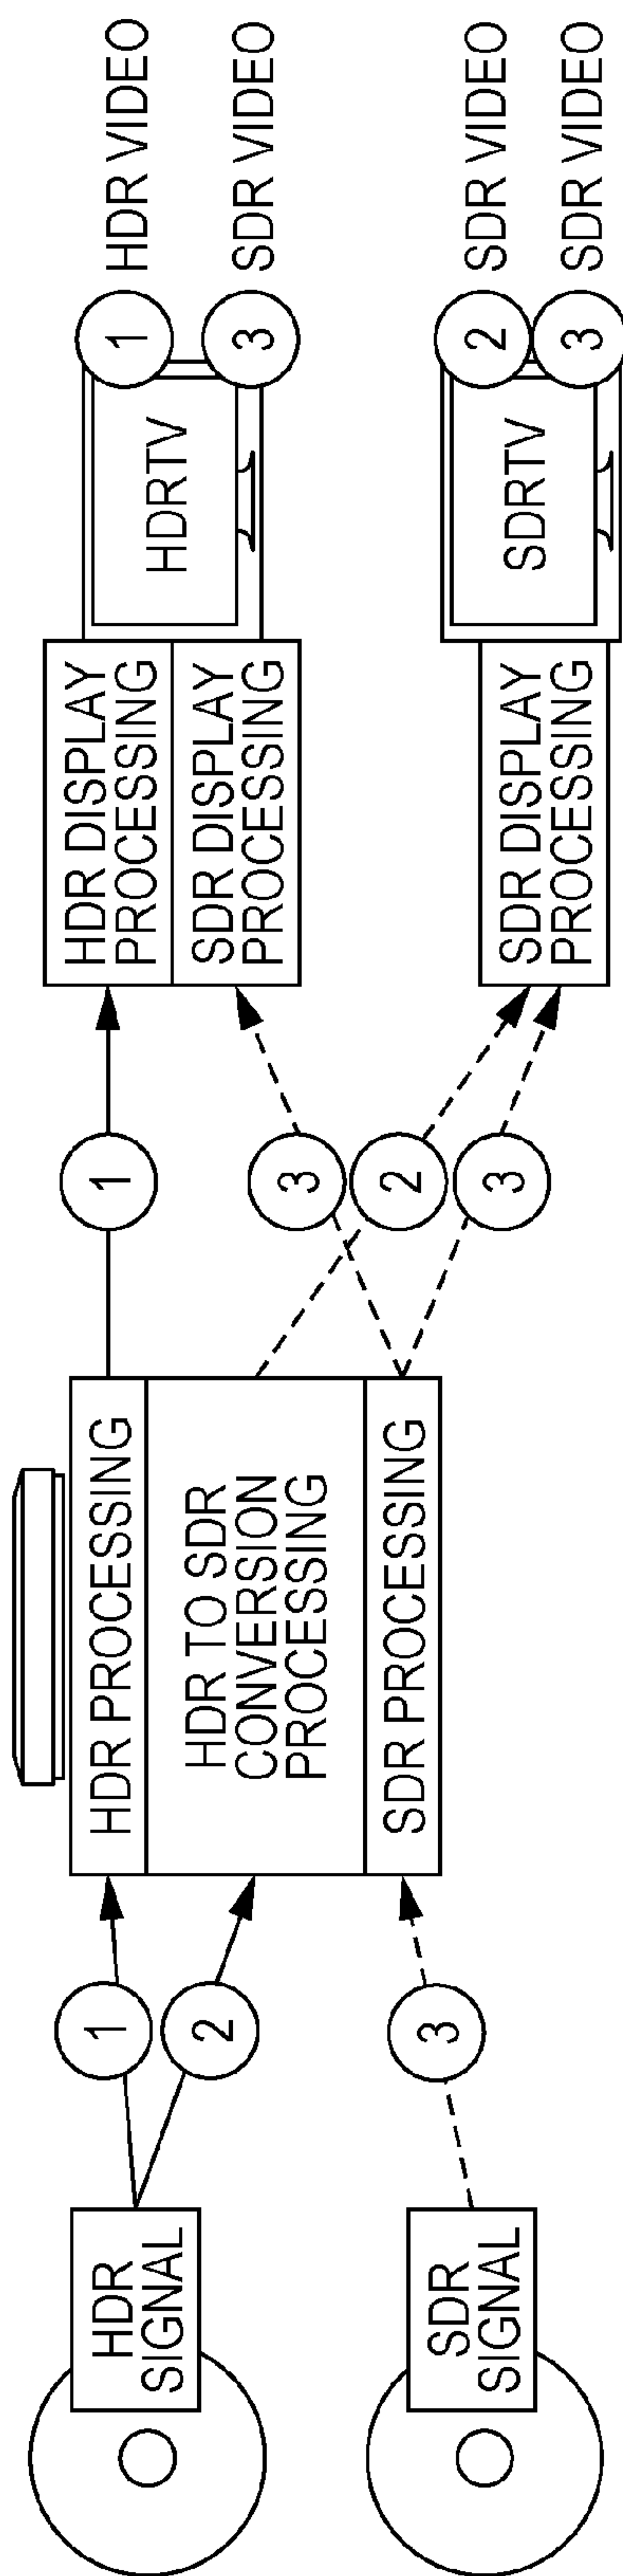 HDR
SIGNAL
1
2
HDR PROCESSING
HDR TO SDR
CONVERSION
PROCESSING
SDR PROCESSING
1
HDR DISPLAY
PROCESSING
SDR DISPLAY
PROCESSING
HDRTV
1
HDR VIDEO
3
SDR VIDEO
SDR
SIGNAL
3
3
2
3
SDR DISPLAY
PROCESSING
SDRTV
2
SDR VIDEO
3
SDR VIDEO